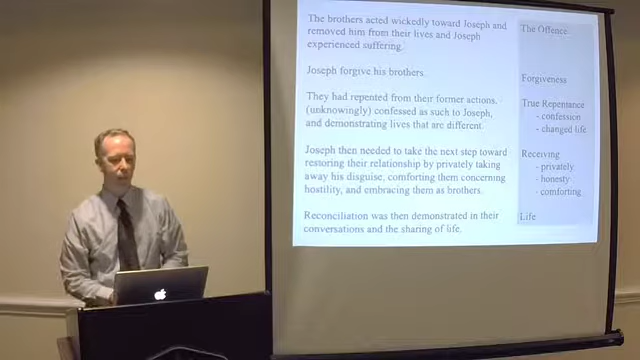 The brothers acted wickedly toward Joseph and
removed him from their lives and Joseph
experienced suffering.
The Offence
Joseph forgive his brothers.
Forgiveness
They had repented from their former actions,
(unknowingly) confessed as such to Joseph,
and demonstrating lives that are different.
True Repentance
- confession
- changed life
Joseph then needed to take the next step toward
restoring their relationship by privately taking
away his disguise, comforting them concerning
hostility, and embracing them as brothers.
Receiving
- privately
- honesty
- comforting
Reconciliation was then demonstrated in their
conversations and the sharing of life.
Life